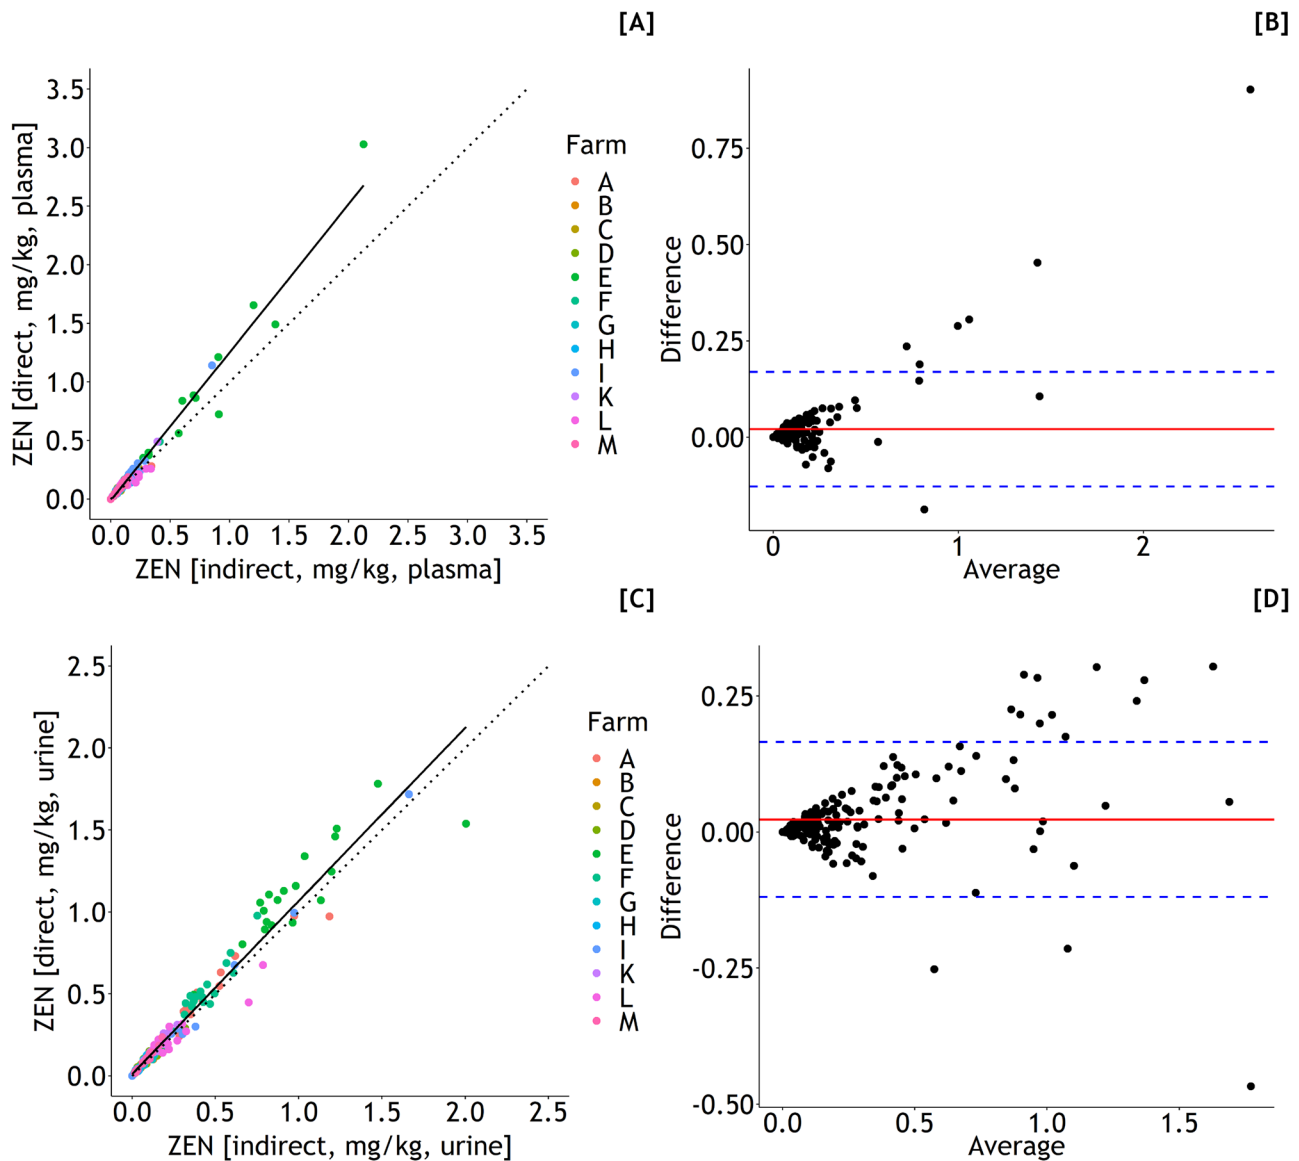 [A]
3.5
3.0
2.5
2.0
1.5
1.0
0.5
0.0
ZEN [direct, mg/kg, plasma]
0.0 0.5 1.0 1.5 2.0 2.5 3.0 3.5
ZEN [indirect, mg/kg, plasma]
Farm
A
B
C
D
E
F
G
H
I
K
L
M
[B]
0.75
0.50
0.25
0.00
Difference
0 1 2
Average
[C]
2.5
2.0
1.5
1.0
0.5
0.0
ZEN [direct, mg/kg, urine]
0.0 0.5 1.0 1.5 2.0 2.5
ZEN [indirect, mg/kg, urine]
Farm
A
B
C
D
E
F
G
H
I
K
L
M
[D]
0.25
0.00
-0.25
-0.50
Difference
0.0 0.5 1.0 1.5
Average